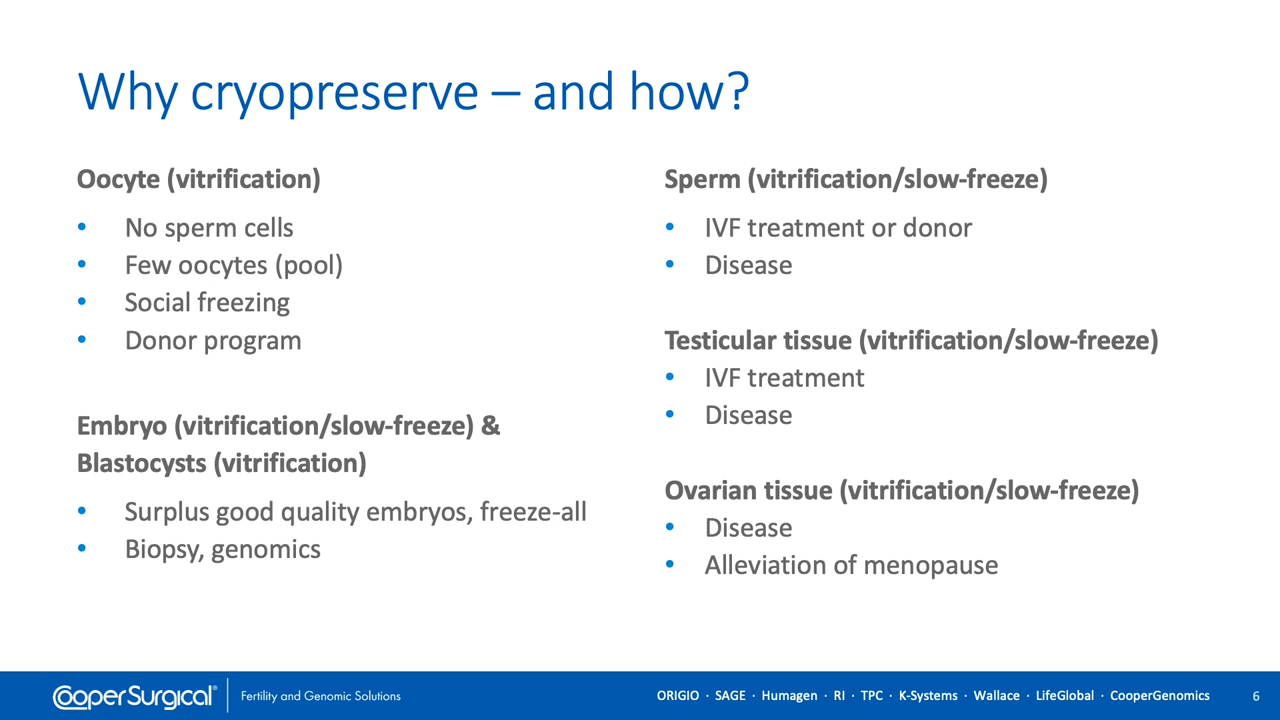 Why cryopreserve – and how?
Oocyte (vitrification)
• No sperm cells
• Few oocytes (pool)
• Social freezing
• Donor program
Embryo (vitrification/slow-freeze) &
Blastocysts (vitrification)
• Surplus good quality embryos, freeze-all
• Biopsy, genomics
Sperm (vitrification/slow-freeze)
• IVF treatment or donor
• Disease
Testicular tissue (vitrification/slow-freeze)
• IVF treatment
• Disease
Ovarian tissue (vitrification/slow-freeze)
• Disease
• Alleviation of menopause
CooperSurgical® Fertility and Genomic Solutions
ORIGIO · SAGE · Humagen · RI · TPC · K-Systems · Wallace · LifeGlobal · CooperGenomics
6